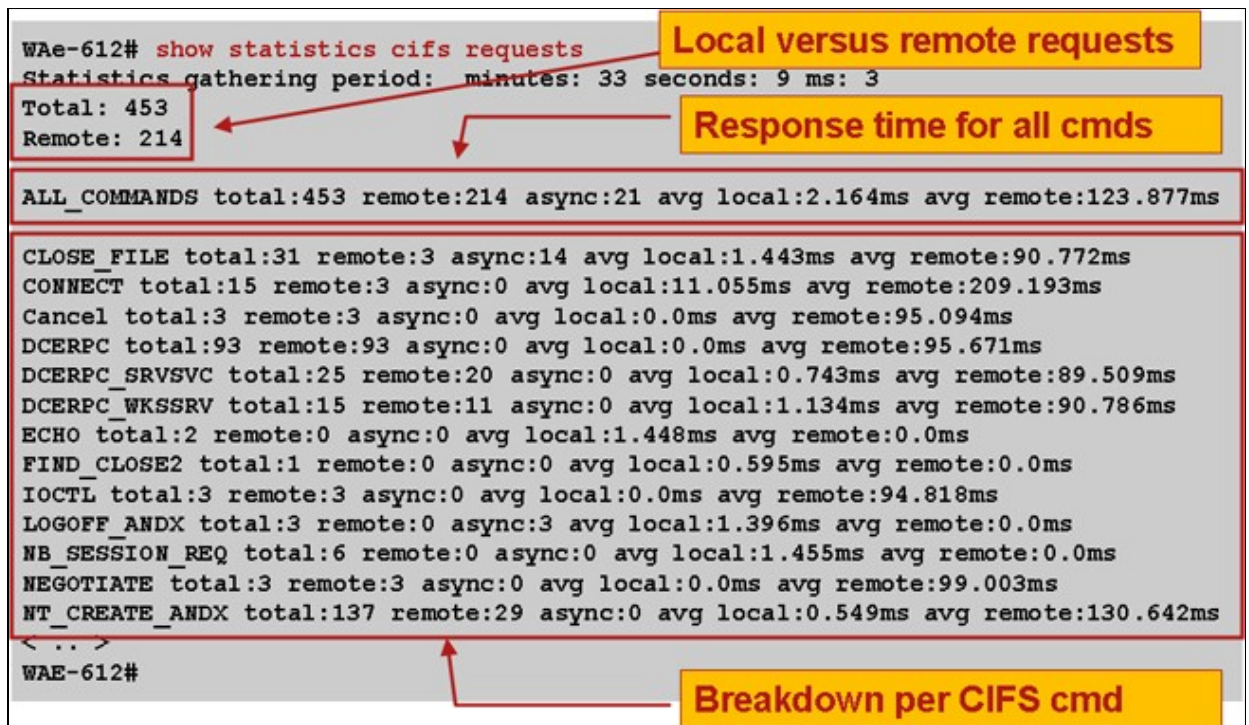 WAe-612# show statistics cifs requests
Local versus remote requests
Statistics gathering period: minutes: 33 seconds: 9 ms: 3
Total: 453
Remote: 214
Response time for all cmds
ALL_COMMANDS total:453 remote:214 async:21 avg local:2.164ms avg remote:123.877ms
CLOSE_FILE total:31 remote:3 async:14 avg local:1.443ms avg remote:90.772ms
CONNECT total:15 remote:3 async:0 avg local:11.055ms avg remote:209.193ms
Cancel total:3 remote:3 async:0 avg local:0.0ms avg remote:95.094ms
DCERPC total:93 remote:93 async:0 avg local:0.0ms avg remote:95.671ms
DCERPC_SRVSVC total:25 remote:20 async:0 avg local:0.743ms avg remote:89.509ms
DCERPC_WKSSRV total:15 remote:11 async:0 avg local:1.134ms avg remote:90.786ms
ECHO total:2 remote:0 async:0 avg local:1.448ms avg remote:0.0ms
FIND_CLOSE2 total:1 remote:0 async:0 avg local:0.595ms avg remote:0.0ms
IOCTL total:3 remote:3 async:0 avg local:0.0ms avg remote:94.818ms
LOGOFF_ANDX total:3 remote:0 async:3 avg local:1.396ms avg remote:0.0ms
NB_SESSION_REQ total:6 remote:0 async:0 avg local:1.455ms avg remote:0.0ms
NEGOTIATE total:3 remote:3 async:0 avg local:0.0ms avg remote:99.003ms
NT_CREATE_ANDX total:137 remote:29 async:0 avg local:0.549ms avg remote:130.642ms
< .. >
WAE-612#
Breakdown per CIFS cmd